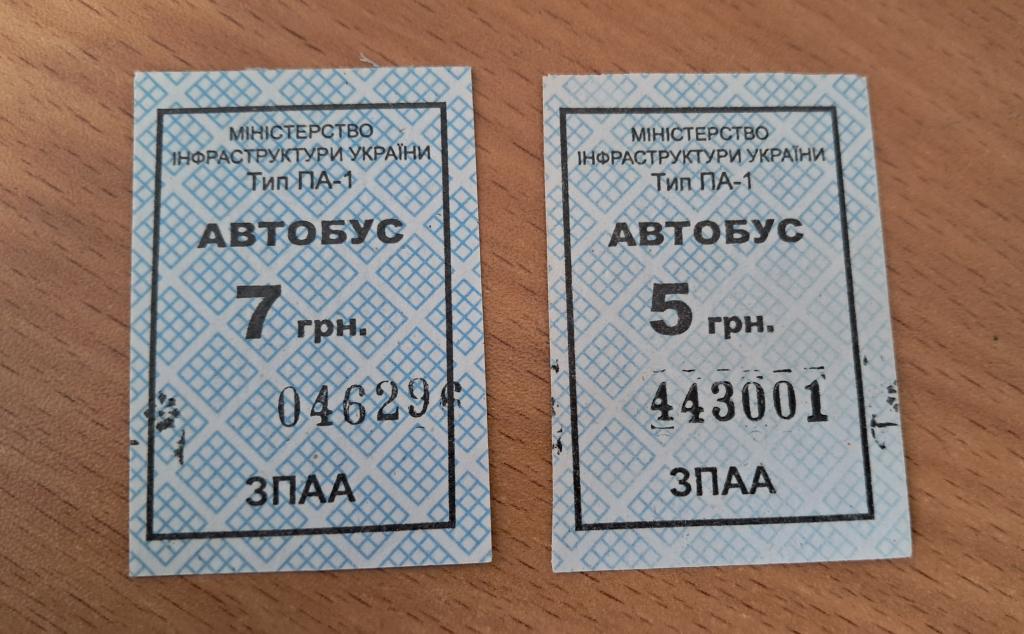 МІНІСТЕРСТВО
ІНФРАСТРУКТУРИ УКРАЇНИ
Тип ПА-1
АВТОБУС
7 грн.
046296
ЗПАА
МІНІСТЕРСТВО
ІНФРАСТРУКТУРИ УКРАЇНИ
Тип ПА-1
АВТОБУС
5 грн.
443001
ЗПАА